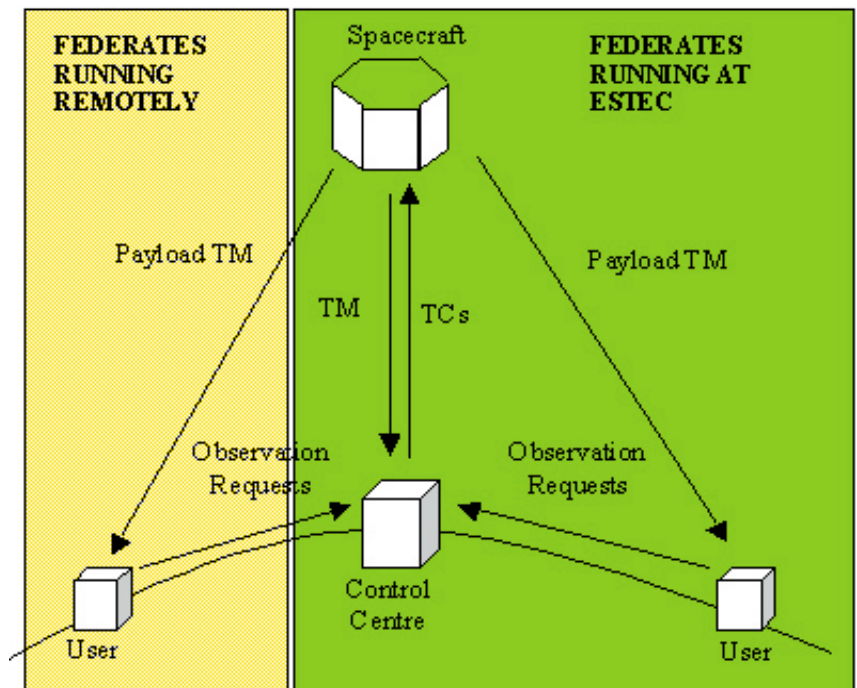 FEDERATES
RUNNING
REMOTELY
Spacecraft
FEDERATES
RUNNING AT
ESTEC
Payload TM
Payload TM
TM
TCs
Observation
Requests
Observation
Requests
Control
Centre
User
User